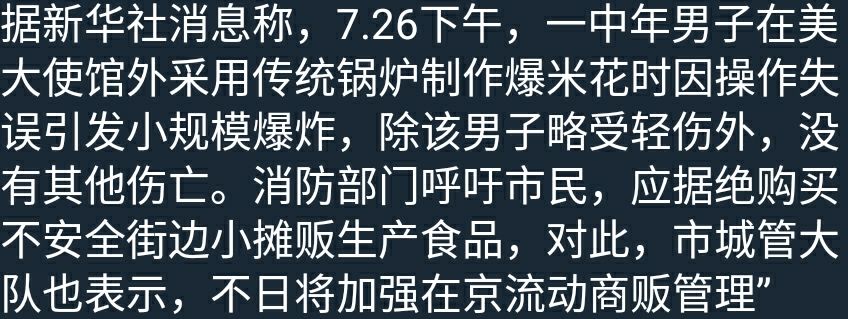 据新华社消息称，7.26下午，一中年男子在美
大使馆外采用传统锅炉制作爆米花时因操作失
误引发小规模爆炸，除该男子略受轻伤外，没
有其他伤亡。消防部门呼吁市民，应据绝购买
不安全街边小摊贩生产食品，对此，市城管大
队也表示，不日将加强在京流动商贩管理”